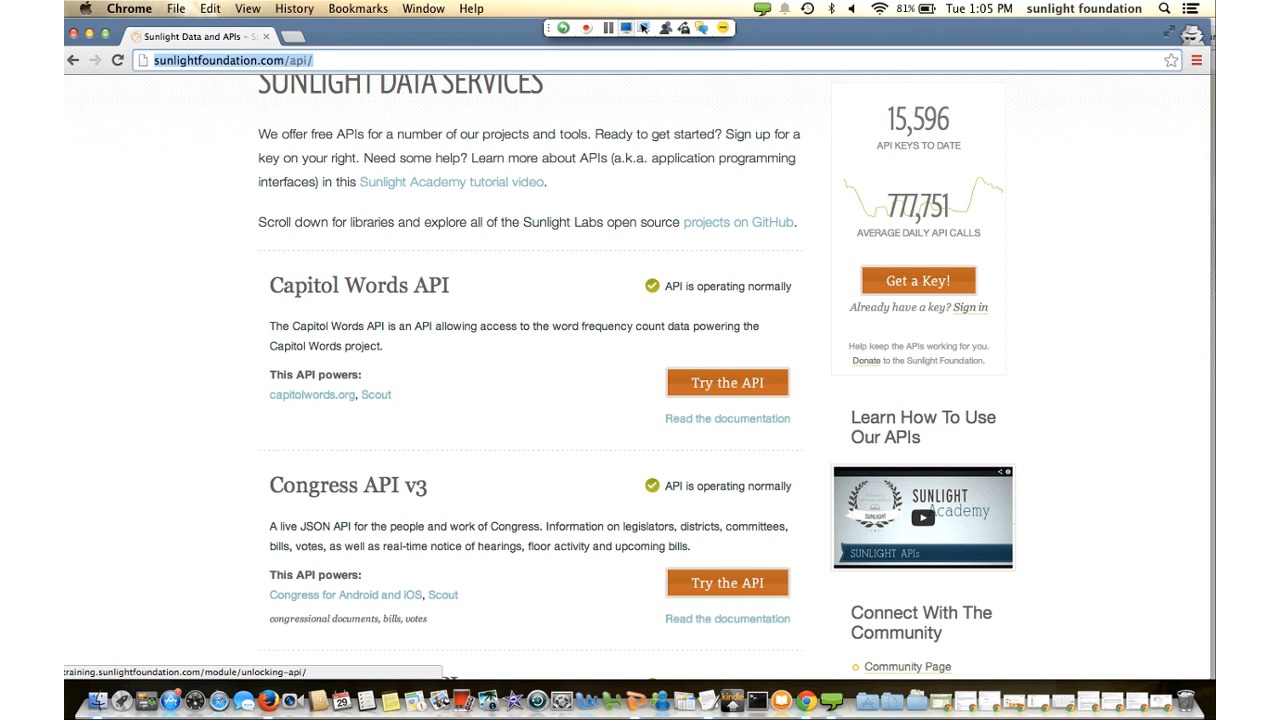 Chrome File Edit View History Bookmarks Window Help 81% Tue 1:05 PM sunlight foundation
Sunlight Data and APIs – S
sunlightfoundation.com/api/
SUNLIGHT DATA SERVICES
We offer free APIs for a number of our projects and tools. Ready to get started? Sign up for a
key on your right. Need some help? Learn more about APIs (a.k.a. application programming
interfaces) in this Sunlight Academy tutorial video.
Scroll down for libraries and explore all of the Sunlight Labs open source projects on GitHub.
Capitol Words API
API is operating normally
The Capitol Words API is an API allowing access to the word frequency count data powering the
Capitol Words project.
This API powers:
capitolwords.org, Scout
Try the API
Read the documentation
Congress API v3
API is operating normally
A live JSON API for the people and work of Congress. Information on legislators, districts, committees,
bills, votes, as well as real-time notice of hearings, floor activity and upcoming bills.
This API powers:
Congress for Android and iOS, Scout
congressional documents, bills, votes
Try the API
Read the documentation
15,596
API KEYS TO DATE
777,751
AVERAGE DAILY API CALLS
Get a Key!
Already have a key? Sign in
Help keep the APIs working for you.
Donate to the Sunlight Foundation.
Learn How To Use
Our APIs
SUNLIGHT
Academy
SUNLIGHT
SUNLIGHT APIs
Connect With The
Community
Community Page
training.sunlightfoundation.com/module/unlocking-api/
29
kindle